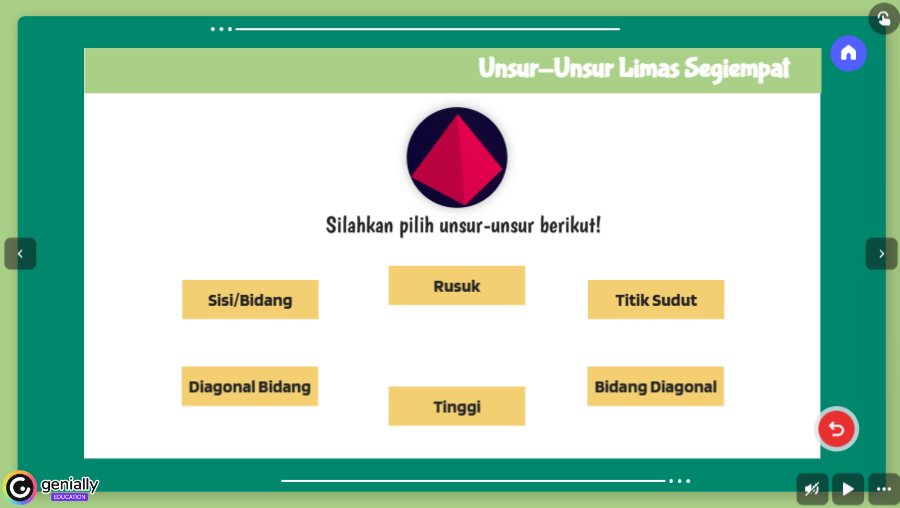 Unsur-Unsur Limas Segiempat
Silahkan pilih unsur-unsur berikut!
Sisi/Bidang
Rusuk
Titik Sudut
Diagonal Bidang
Tinggi
Bidang Diagonal
genially
EDUCATION